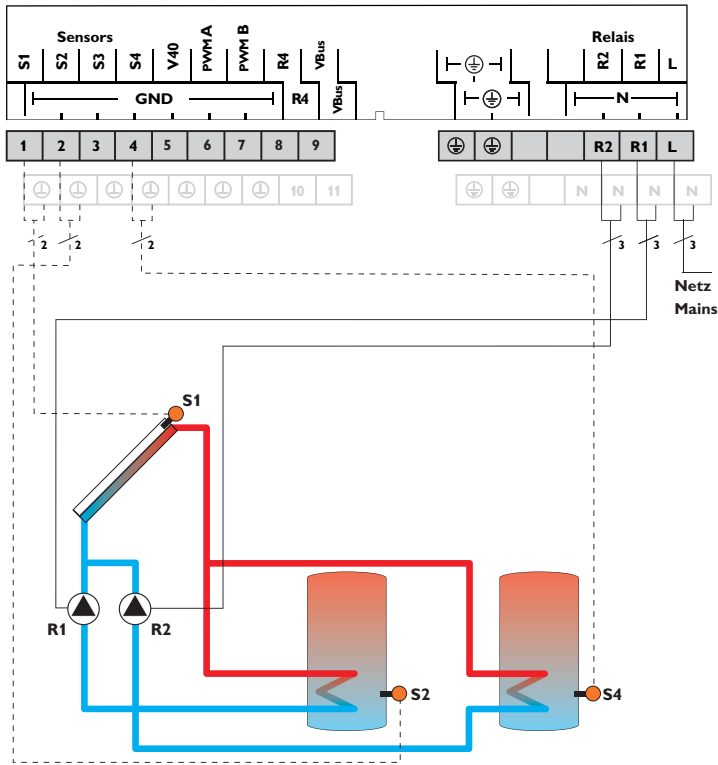 Sensors
Relais
S1 S2 S3 S4 V40 PWM A PWM B R4 VBus
R2 R1 L
GND R4 VBus
N
1 2 3 4 5 6 7 8 9
R2 R1 L
10 11
N N N N
2 2 2 3 3 3
Netz
Mains
S1
R1 R2
S2 S4